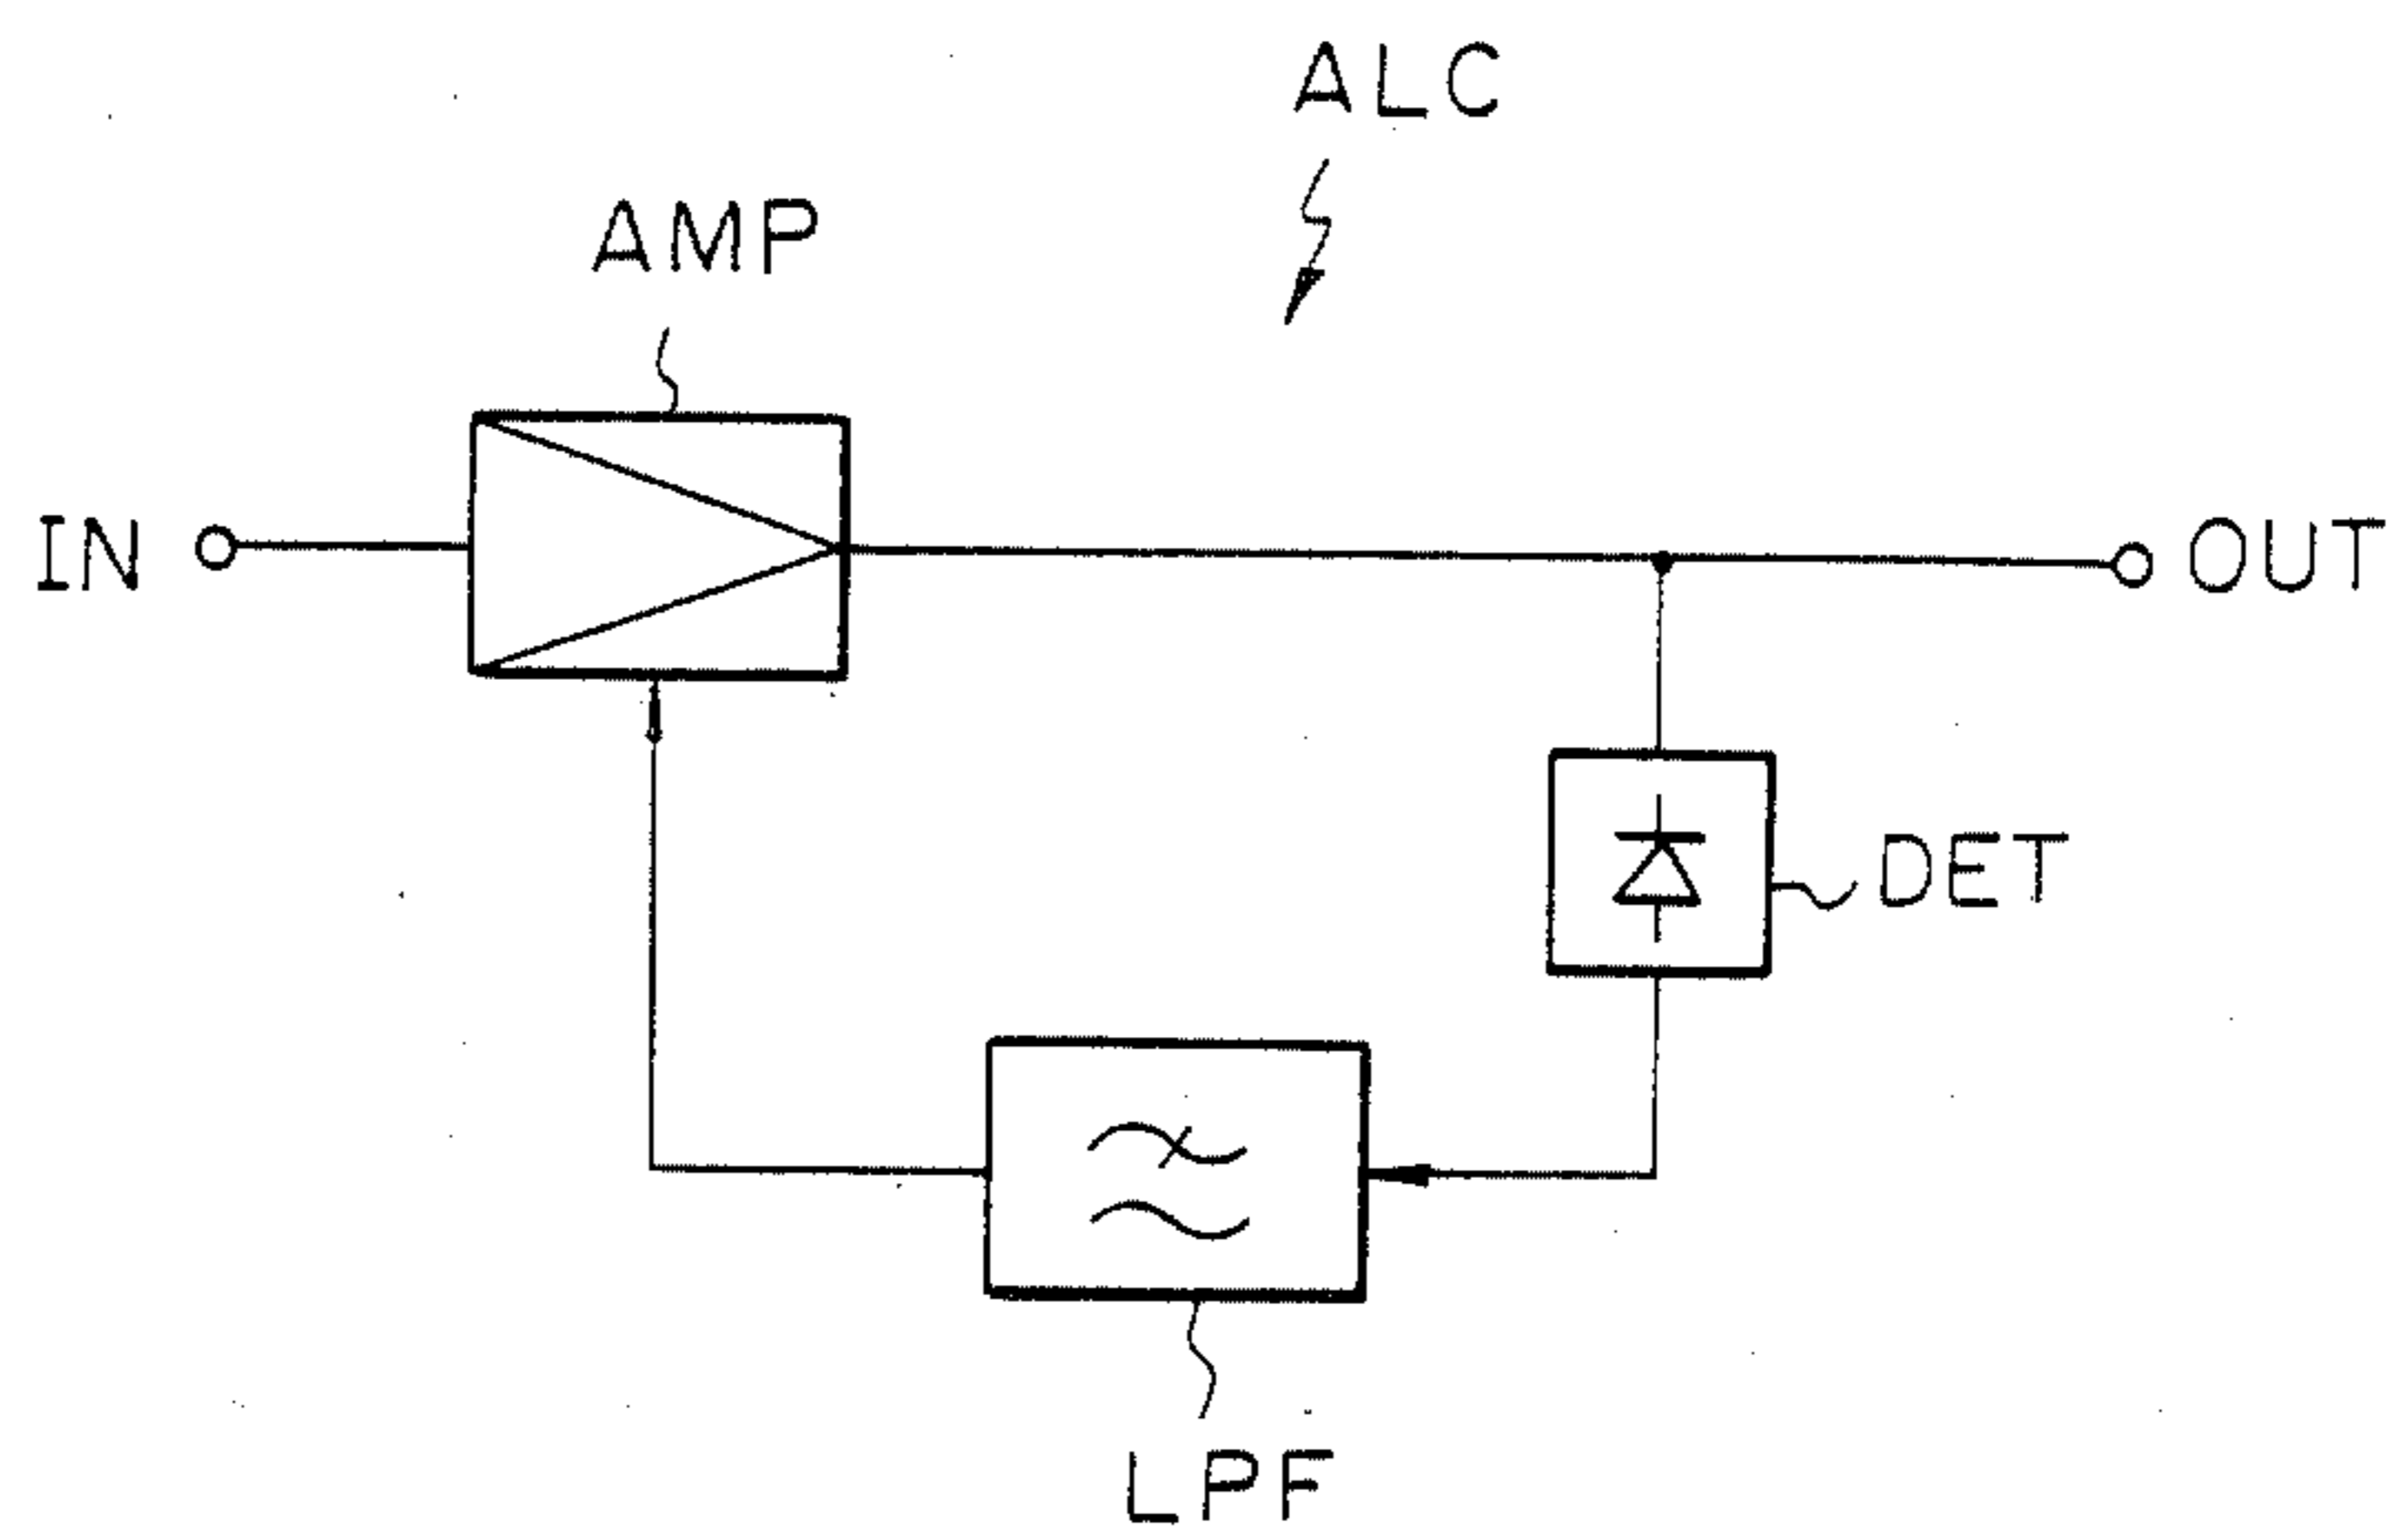 ALC
AMP
IN
OUT
DET
LPF